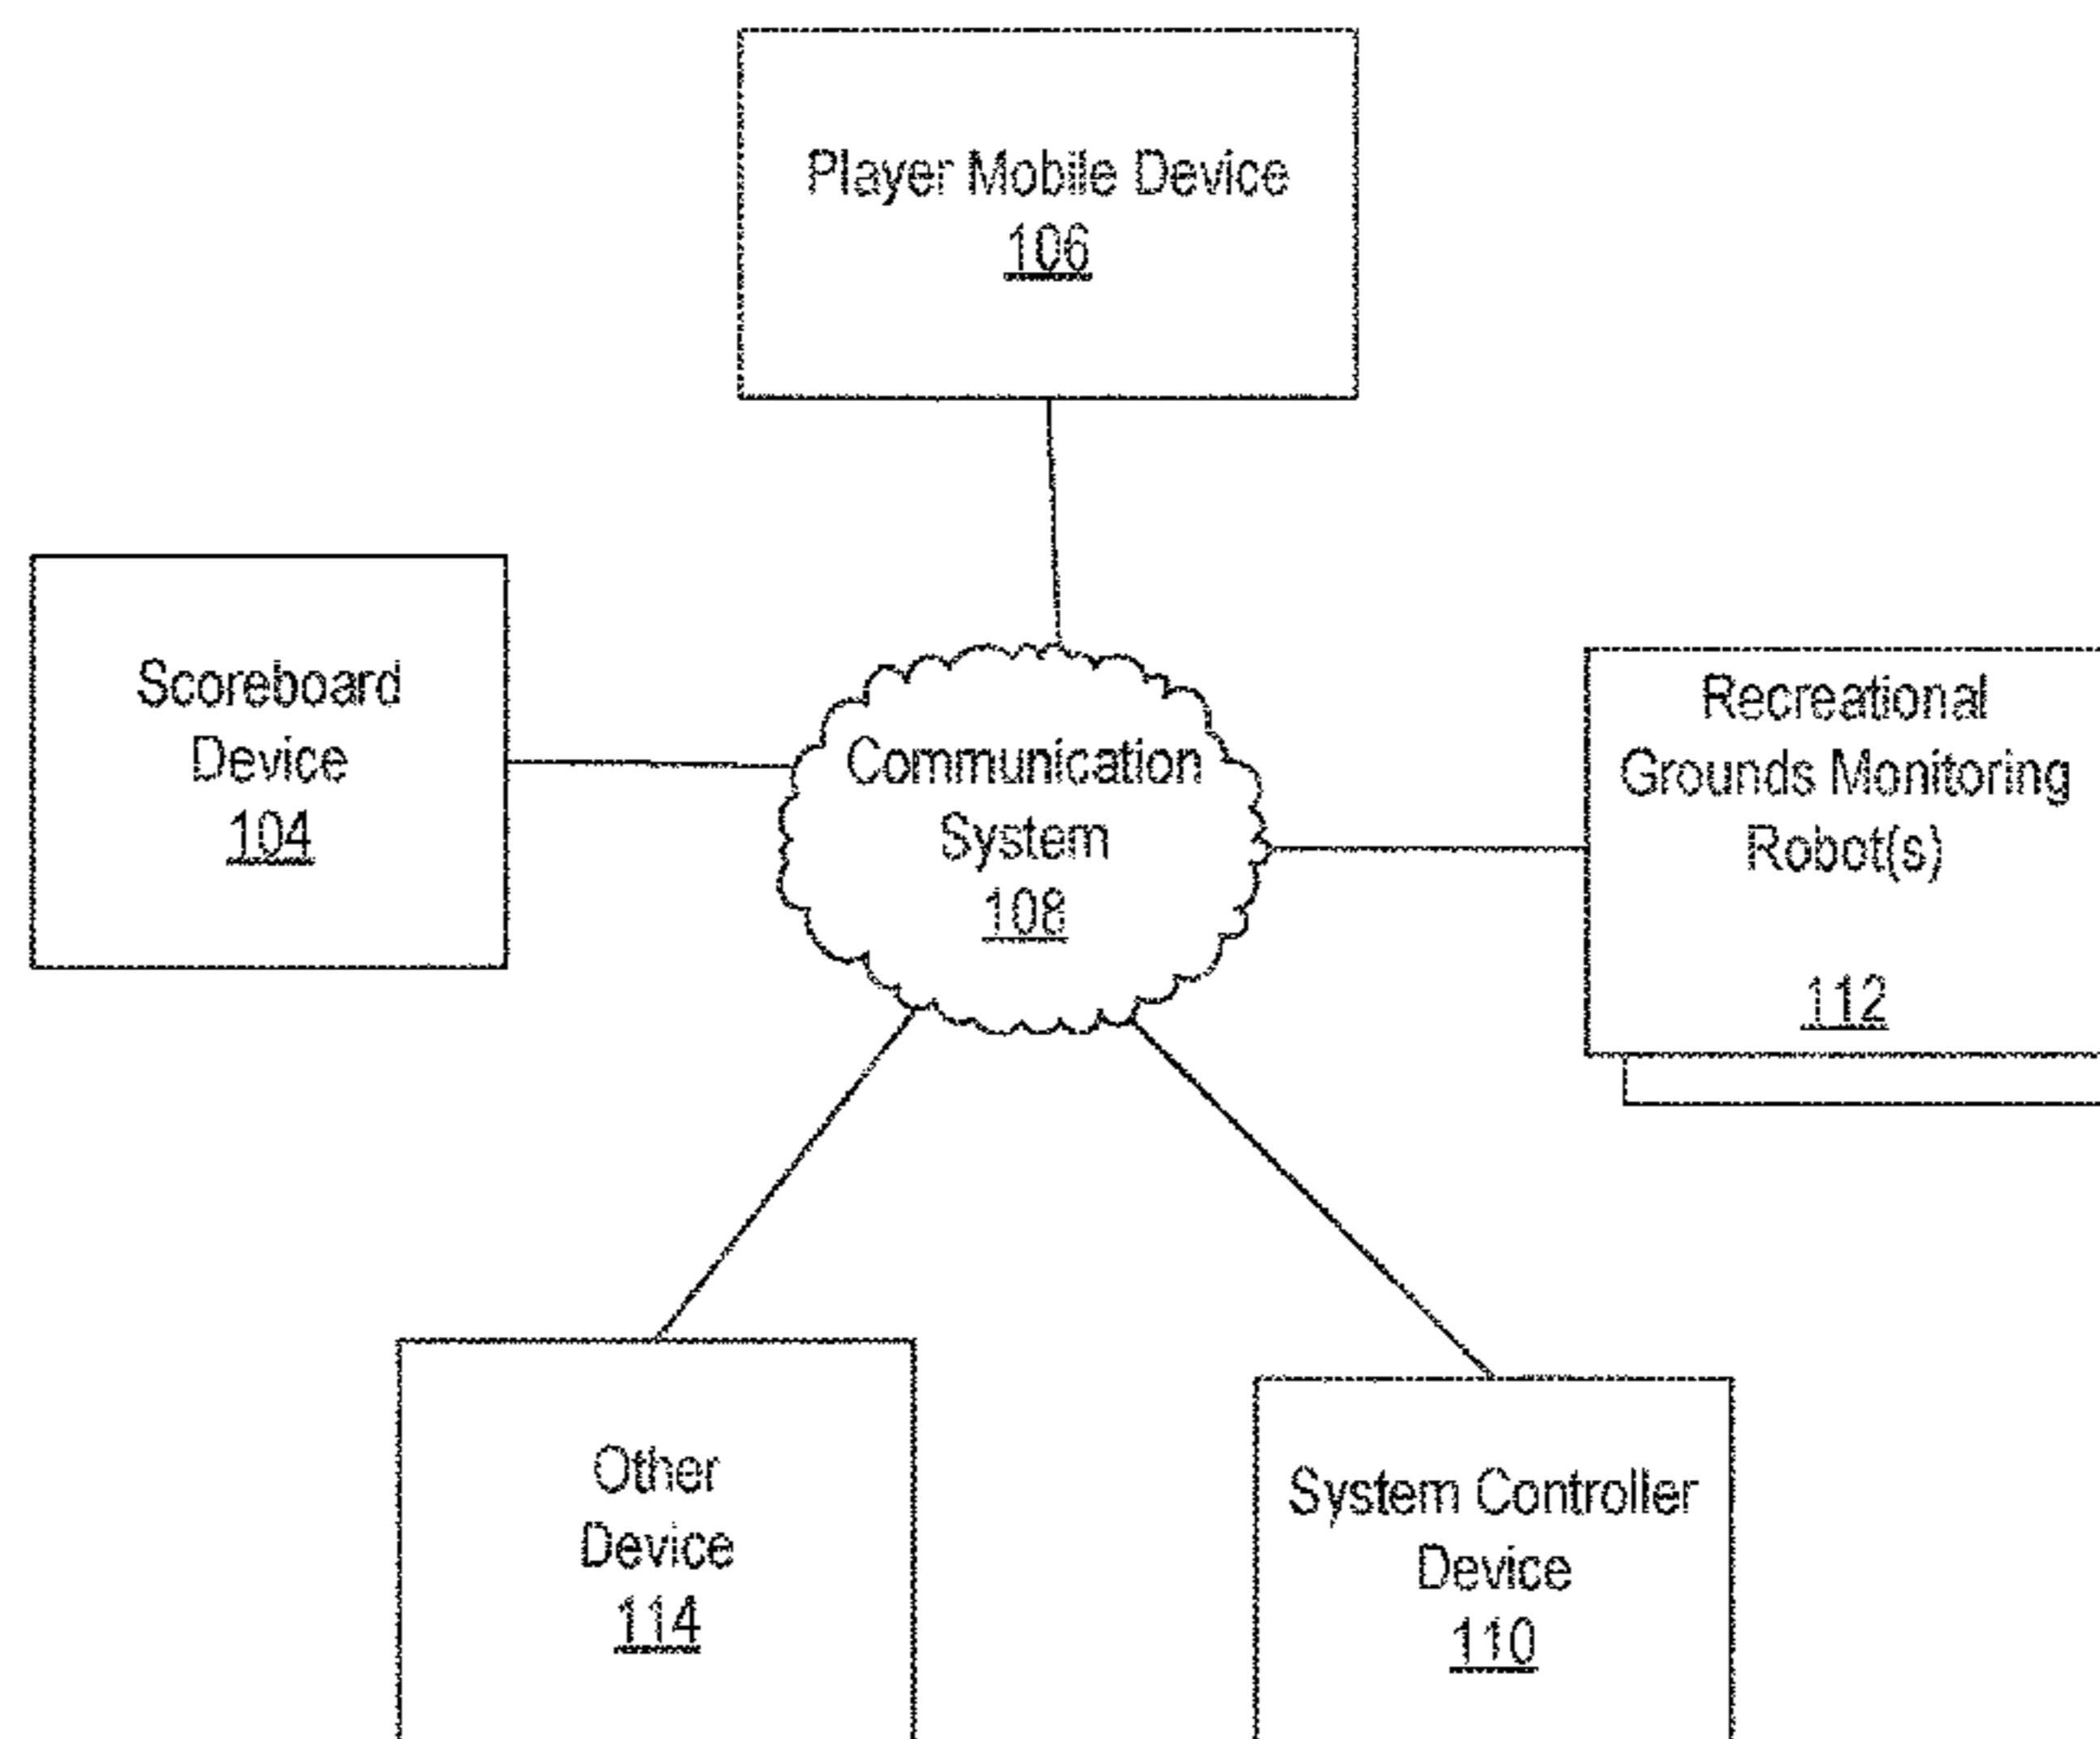 Player Mobile Device
106
Scoreboard
Device
104
Communication
System
108
Recreational
Grounds Monitoring
Robot(s)
112
Other
Device
114
System Controller
Device
110